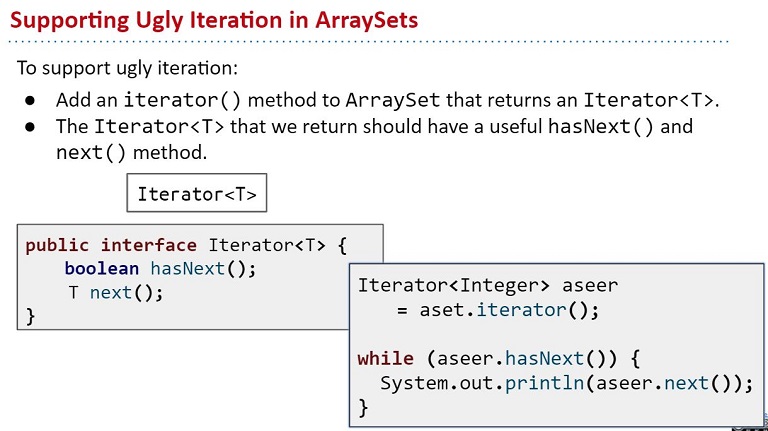 Supporting Ugly Iteration in ArraySets
To support ugly iteration:
● Add an iterator() method to ArraySet that returns an Iterator<T>.
● The Iterator<T> that we return should have a useful hasNext() and
next() method.
Iterator<T>
public interface Iterator<T> {
boolean hasNext();
T next();
}
Iterator<Integer> aseer
= aset.iterator();
while (aseer.hasNext()) {
System.out.println(aseer.next());
}